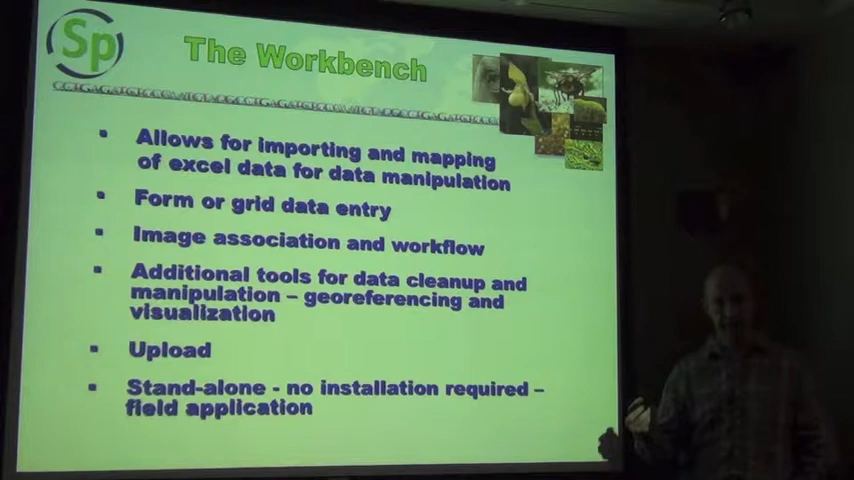 Sp
The Workbench
Allows for importing and mapping
of excel data for data manipulation
Form or grid data entry
Image association and workflow
Additional tools for data cleanup and
manipulation – georeferencing and
visualization
Upload
Stand-alone - no installation required –
field application